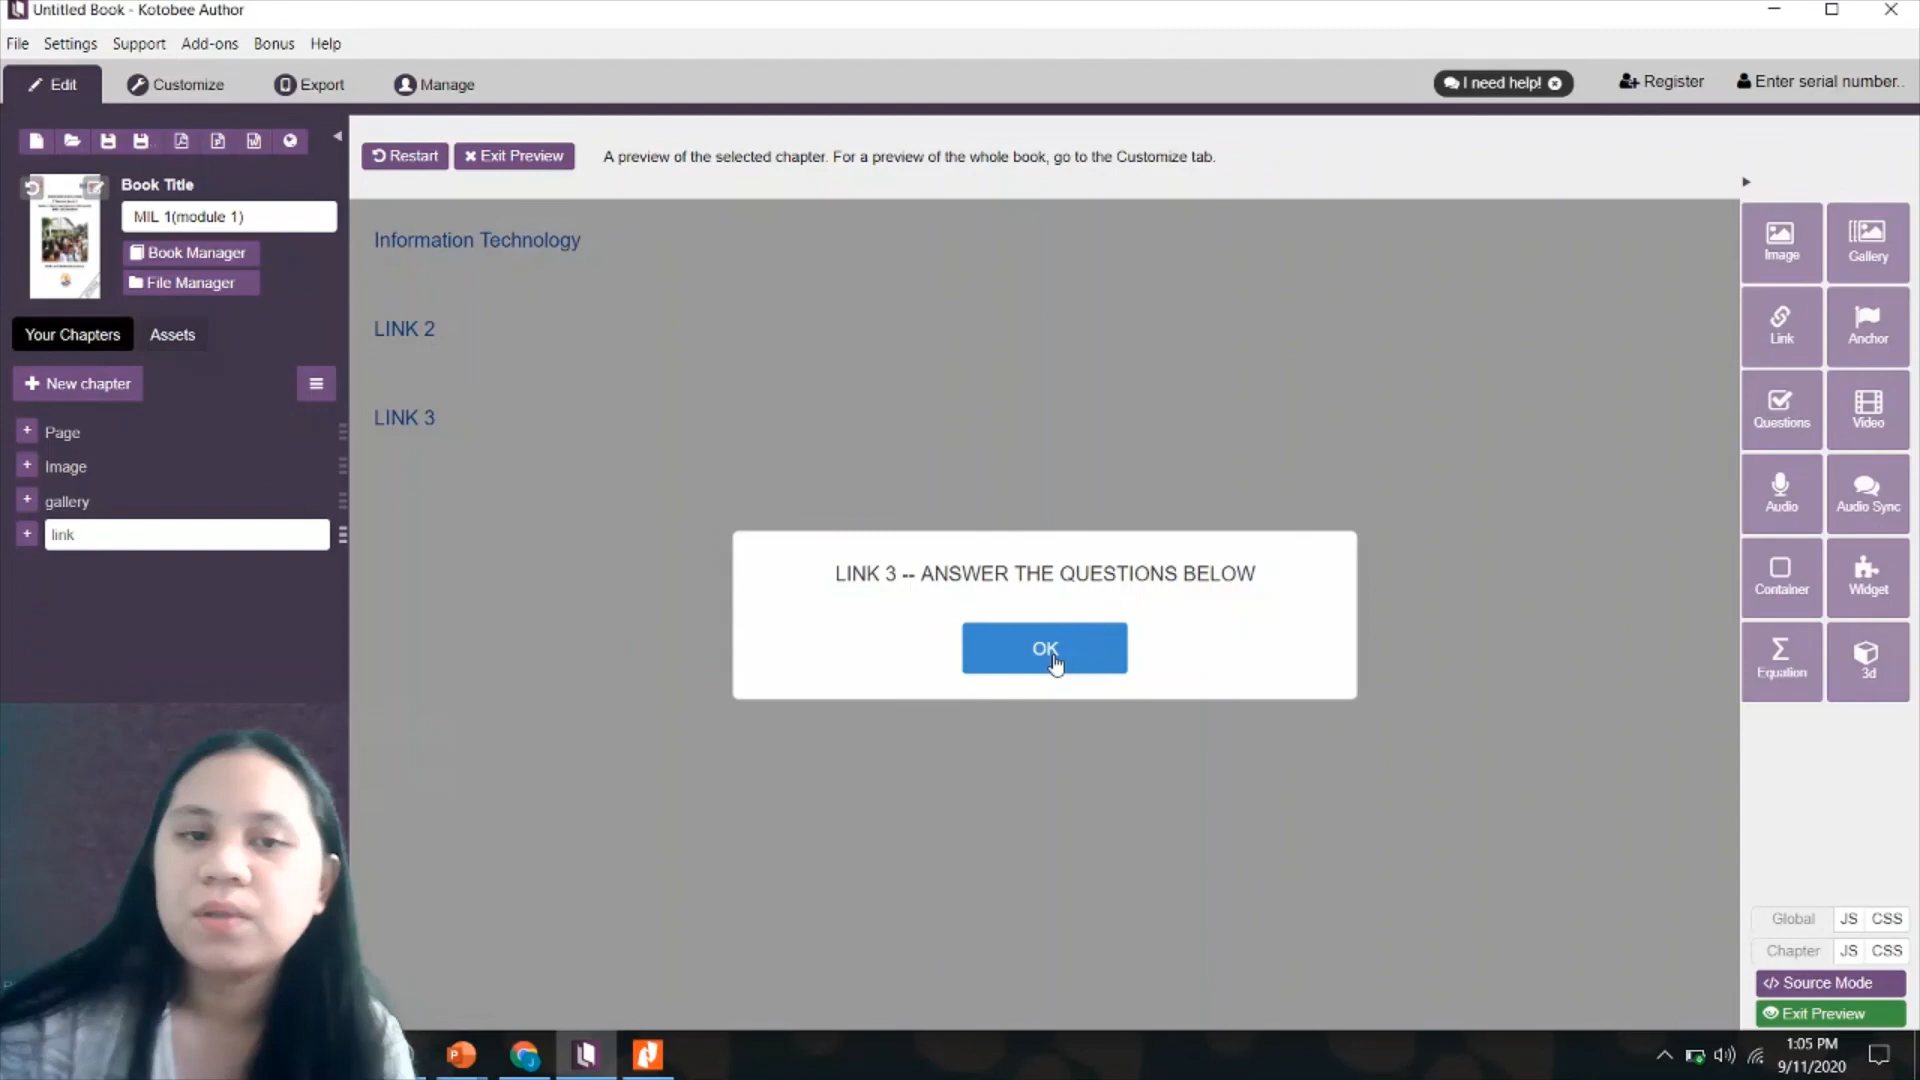 Untitled Book - Kotobee Author
File Settings Support Add-ons Bonus Help
Edit Customize Export Manage
I need help! Register Enter serial number..
Book Title
MIL 1(module 1)
Book Manager
File Manager
Your Chapters Assets
New chapter
Page
Image
gallery
link
Restart Exit Preview A preview of the selected chapter. For a preview of the whole book, go to the Customize tab.
Information Technology
LINK 2
LINK 3
LINK 3 -- ANSWER THE QUESTIONS BELOW
OK
Image Gallery
Link Anchor
Questions Video
Audio Audio Sync
Container Widget
Equation 3d
Global JS CSS
Chapter JS CSS
</> Source Mode
Exit Preview
1:05 PM
9/11/2020